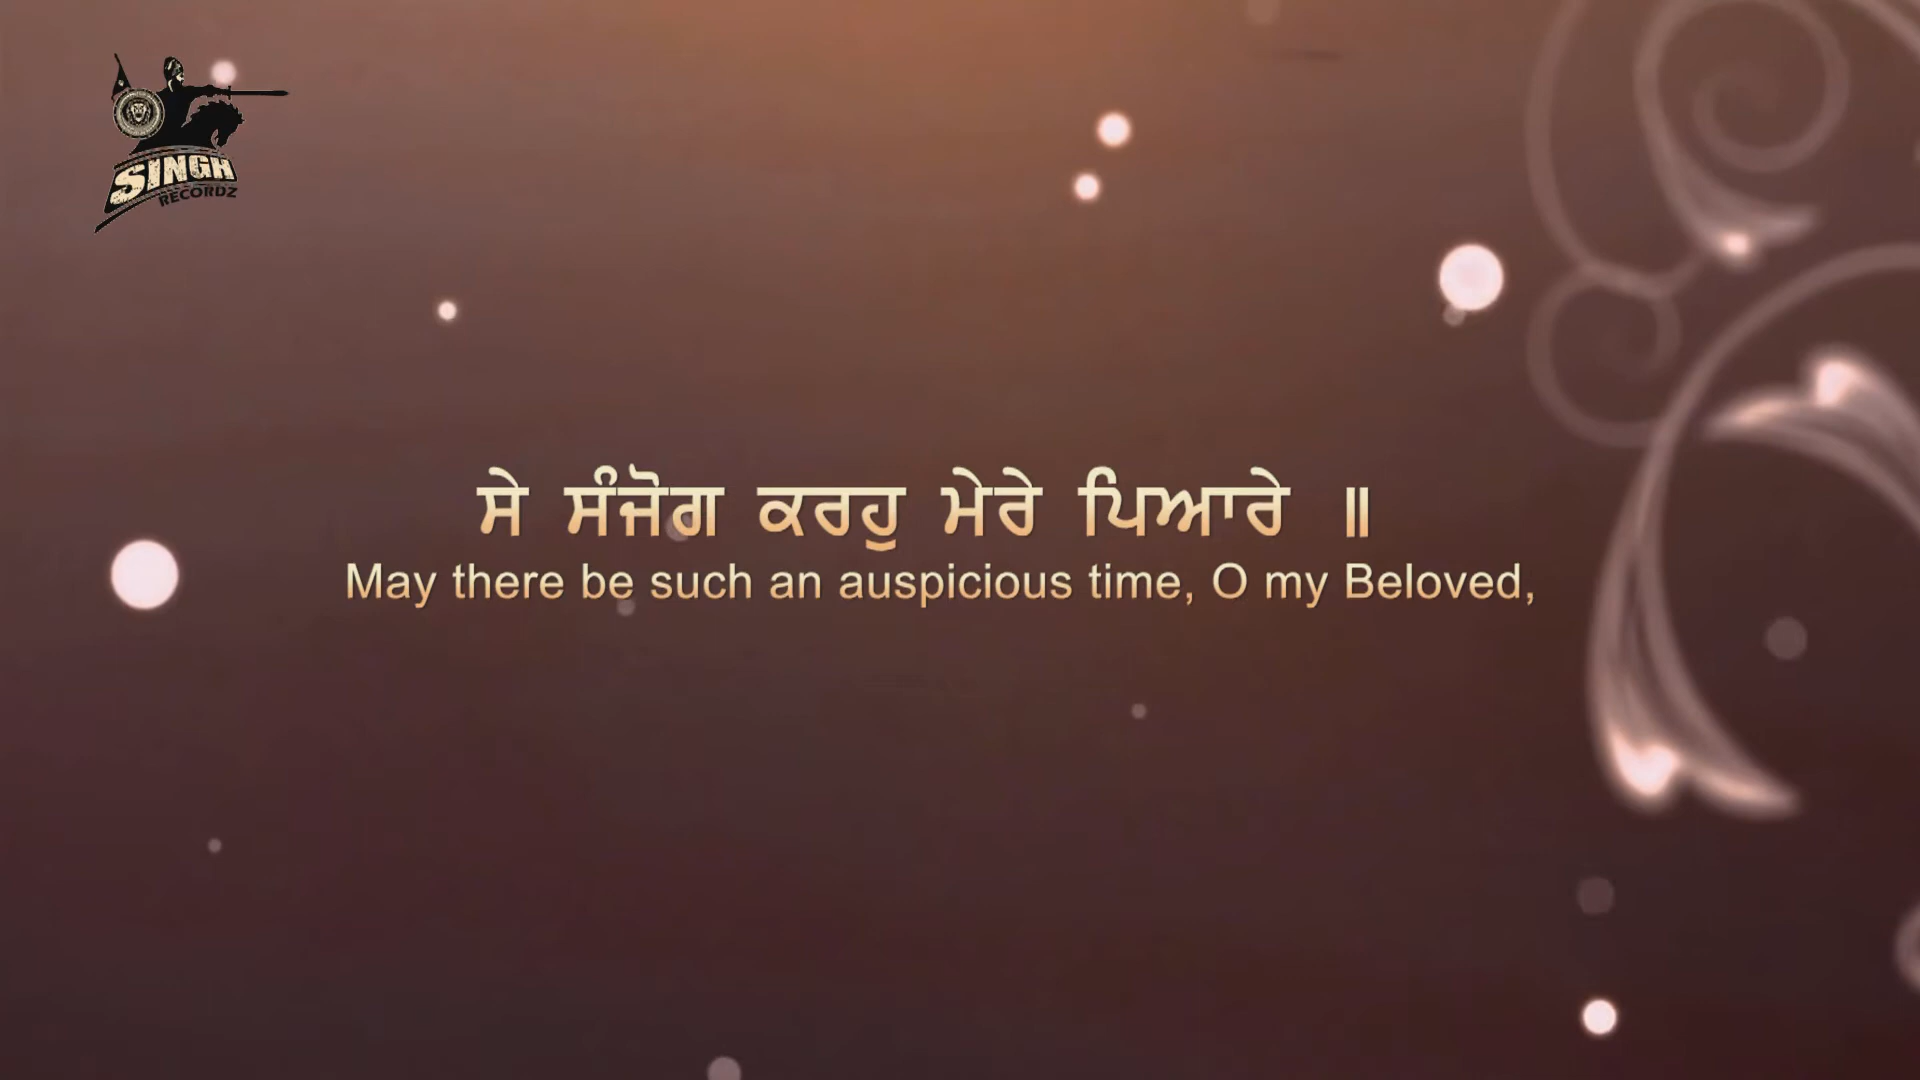 SINGH
RECORDZ
ਸੇ ਸੰਜੋਗ ਕਰਹੁ ਮੇਰੇ ਪਿਆਰੇ ॥
May there be such an auspicious time, O my Beloved,